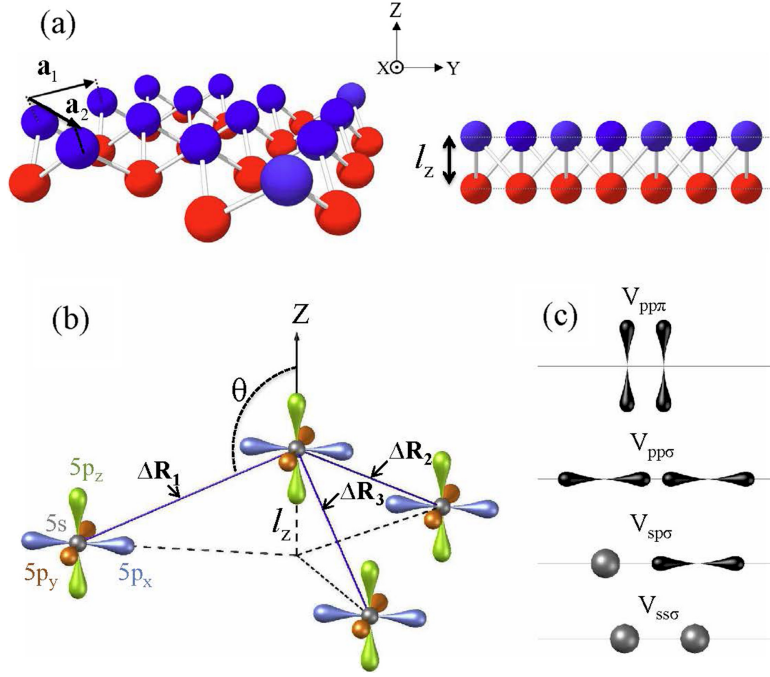 (a)
a₁
a₂
Z
X
Y
lz
(b)
Z
θ
ΔR₁
ΔR₂
ΔR₃
lz
5pz
5s
5py
5px
(c)
Vppπ
Vppσ
Vspσ
Vssσ